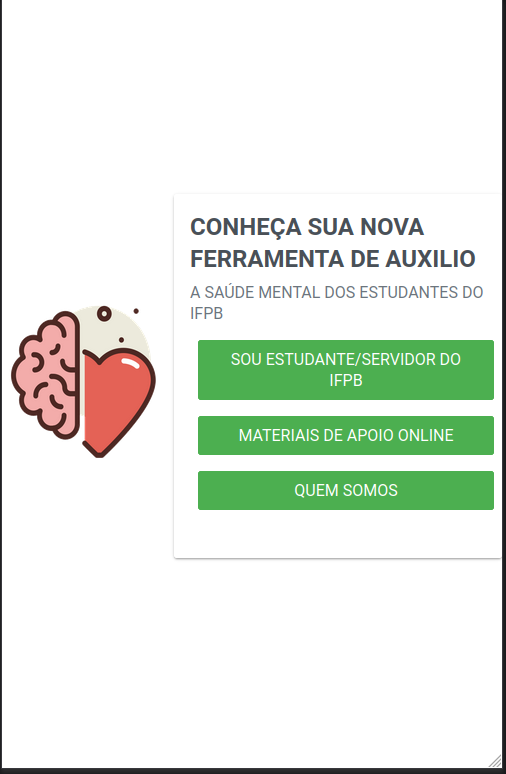 CONHEÇA SUA NOVA
FERRAMENTA DE AUXILIO
A SAÚDE MENTAL DOS ESTUDANTES DO
IFPB
SOU ESTUDANTE/SERVIDOR DO
IFPB
MATERIAIS DE APOIO ONLINE
QUEM SOMOS